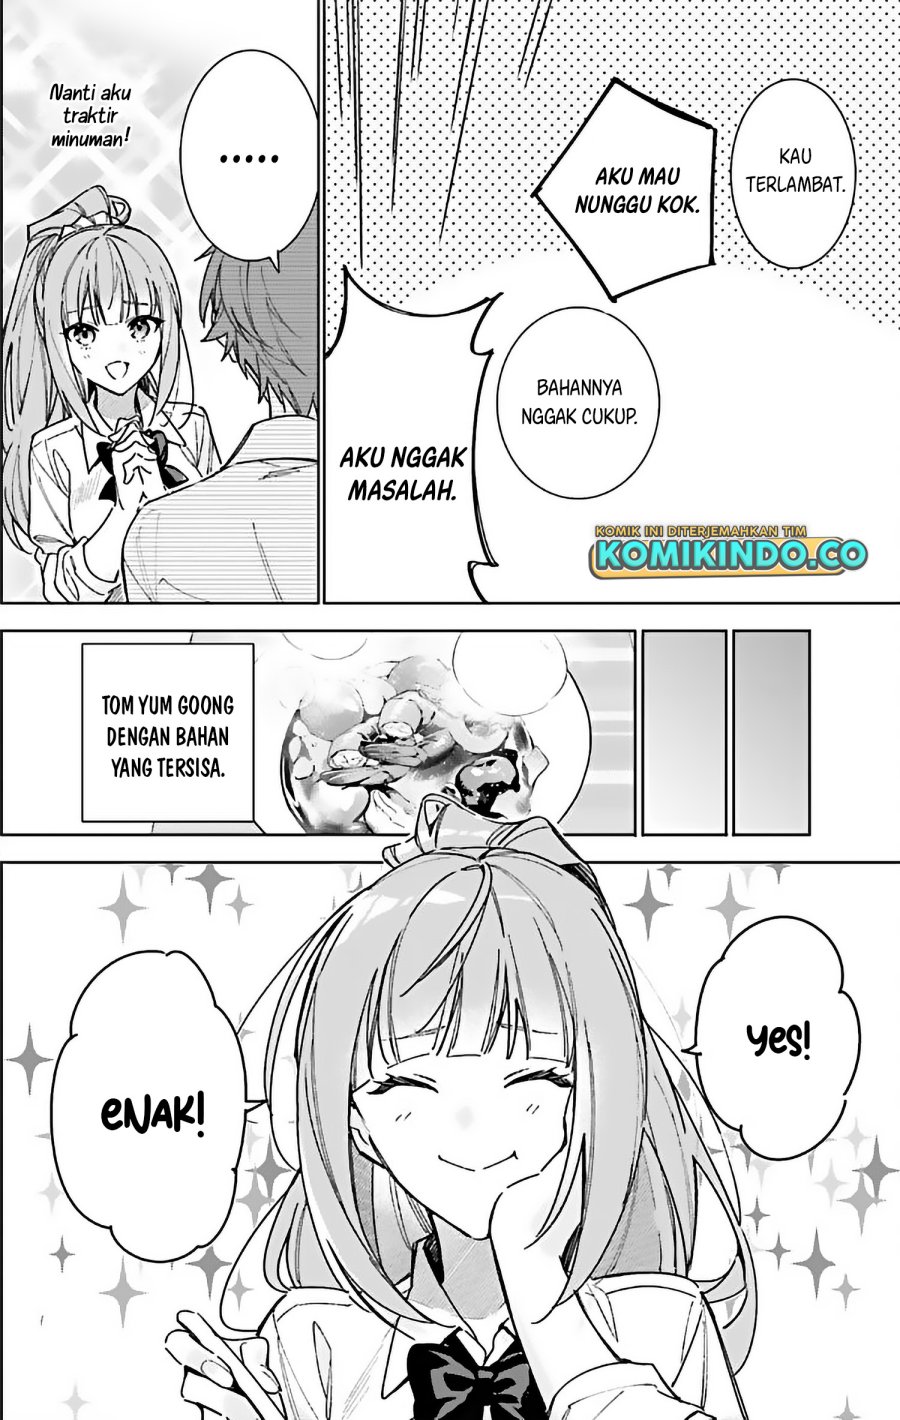 KAU
TERLAMBAT.
AKU MAU
NUNGGU KOK.
BAHANNYA
NGGAK CUKUP.
AKU NGGAK
MASALAH.
KOMIK INI DITERJEMAHKAN TIM
KOMIKINDO.CO
.....
Nanti aku
traktir
minuman!
TOM YUM GOONG
DENGAN BAHAN
YANG TERSISA.
Yes!
eNAK!